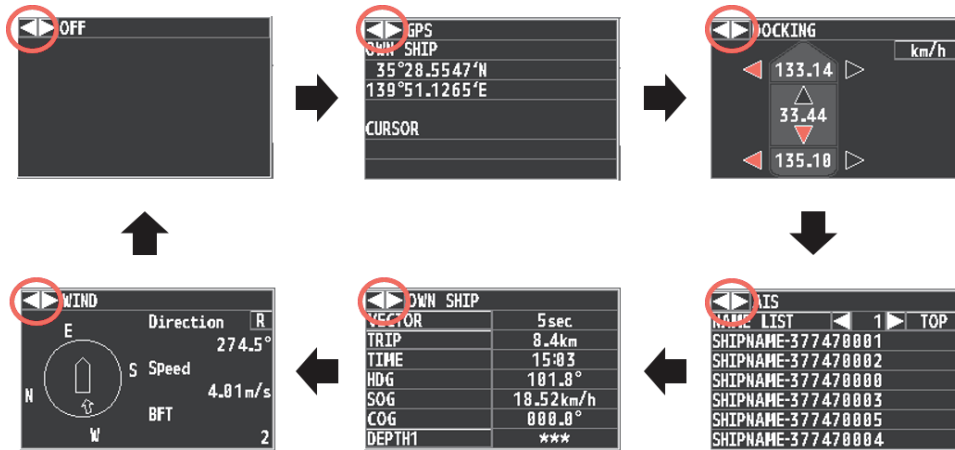 OFF
GPS
OWN SHIP
35°28.5547'N
139°51.1265'E
CURSOR
DOCKING
km/h
133.14
33.44
135.10
WIND
E
S
N
W
Direction R
274.5°
Speed
4.01m/s
BFT
2
OWN SHIP
VECTOR 5sec
TRIP 8.4km
TIME 15:03
HDG 101.8°
SOG 18.52km/h
COG 000.0°
DEPTH1 ***
AIS
NAME LIST 1 TOP
SHIPNAME-377470001
SHIPNAME-377470002
SHIPNAME-377470000
SHIPNAME-377470003
SHIPNAME-377470005
SHIPNAME-377470004